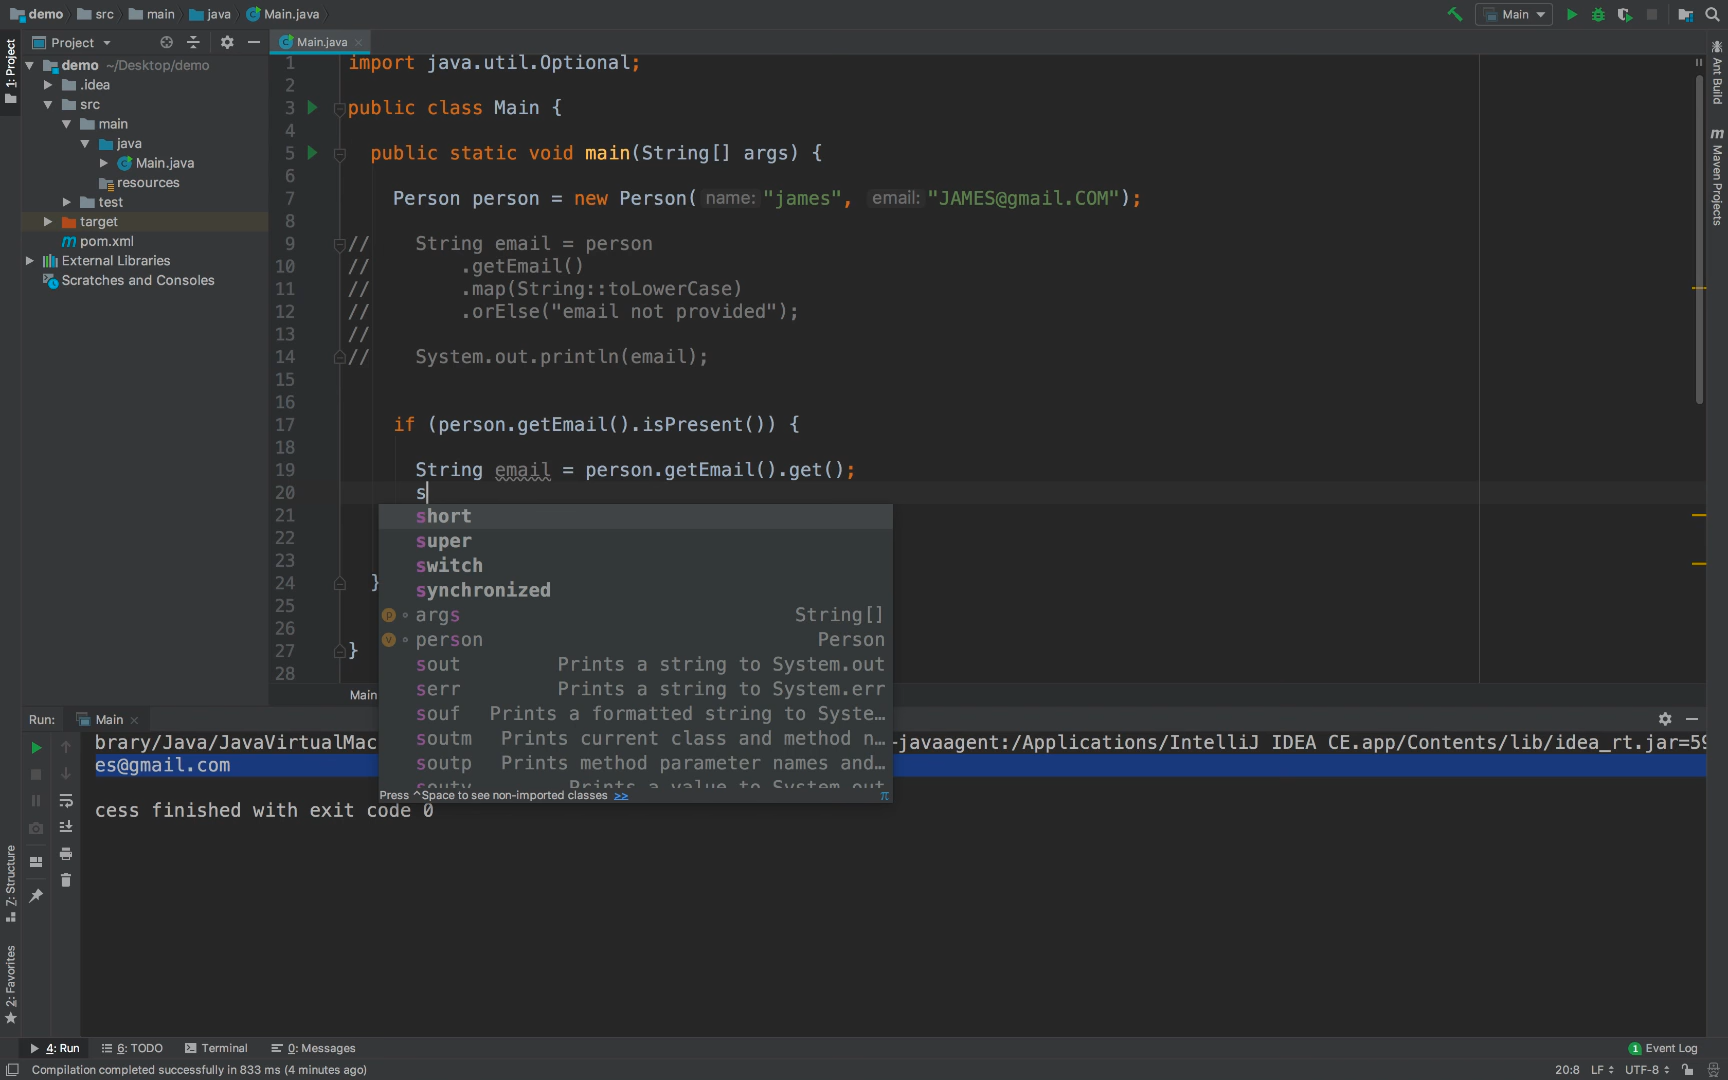 demo src main java Main.java
Main
Project
Main.java
1: Project
demo ~/Desktop/demo
.idea
src
main
java
Main.java
resources
test
target
pom.xml
External Libraries
Scratches and Consoles
1 import java.util.Optional;
2
3 public class Main {
4
5 public static void main(String[] args) {
6
7 Person person = new Person( name: "james", email: "JAMES@gmail.COM");
8
9 // String email = person
10 // .getEmail()
11 // .map(String::toLowerCase)
12 // .orElse("email not provided");
13 //
14 // System.out.println(email);
15
16
17 if (person.getEmail().isPresent()) {
18
19 String email = person.getEmail().get();
20 s
21
22
23
24 }
25
26
27 }
28
short
super
switch
synchronized
args String[]
person Person
sout Prints a string to System.out
serr Prints a string to System.err
souf Prints a formatted string to Syste…
soutm Prints current class and method n…
soutp Prints method parameter names and…
soutv Prints a value to System.out
Press ^Space to see non-imported classes >> π
Main
Ant Build
Maven Projects
Run: Main
brary/Java/JavaVirtualMac
-javaagent:/Applications/IntelliJ IDEA CE.app/Contents/lib/idea_rt.jar=59
es@gmail.com
cess finished with exit code 0
Z: Structure
2: Favorites
4: Run 6: TODO Terminal 0: Messages
1 Event Log
Compilation completed successfully in 833 ms (4 minutes ago)
20:8 LF UTF-8